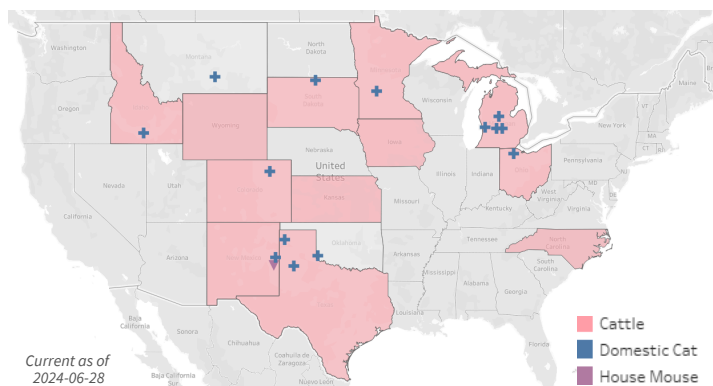 Washington
Montana
North
Dakota
Minnesota
Oregon
Idaho
Wyoming
South
Dakota
Wisconsin
Michigan
Maine
VT
NH
New York
MA
CT
RI
Nevada
Utah
Colorado
Nebraska
Iowa
Illinois
Indiana
Ohio
Pennsylvania
NJ
MD
DE
West
Virginia
Virginia
Kentucky
United
States
Kansas
Missouri
California
Arizona
New Mexico
Oklahoma
Arkansas
Tennessee
North
Carolina
South
Carolina
Mississippi
Alabama
Georgia
Louisiana
Texas
Florida
Baja
California
Sonora
Chihuahua
Coahuila de
Zaragoza
Nuevo León
Baja California
Sur
Cattle
Domestic Cat
House Mouse
Current as of
2024-06-28